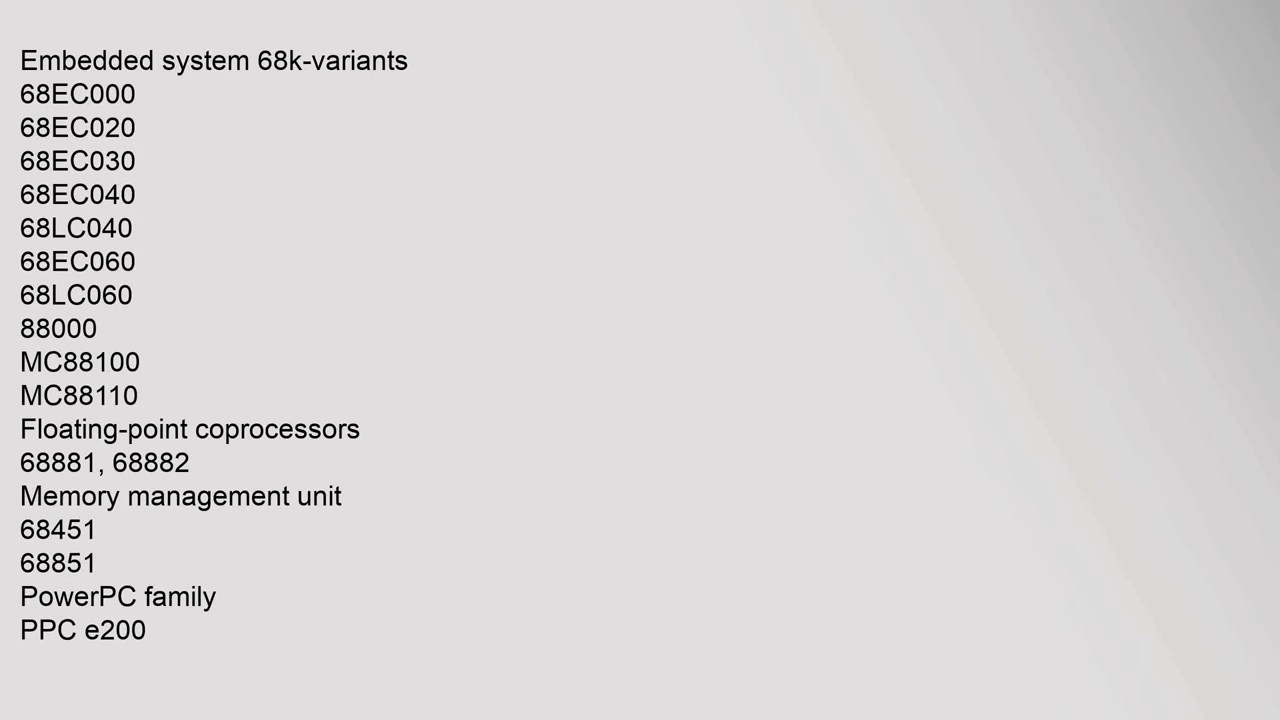 Embedded system 68k-variants
68EC000
68EC020
68EC030
68EC040
68LC040
68EC060
68LC060
88000
MC88100
MC88110
Floating-point coprocessors
68881, 68882
Memory management unit
68451
68851
PowerPC family
PPC e200